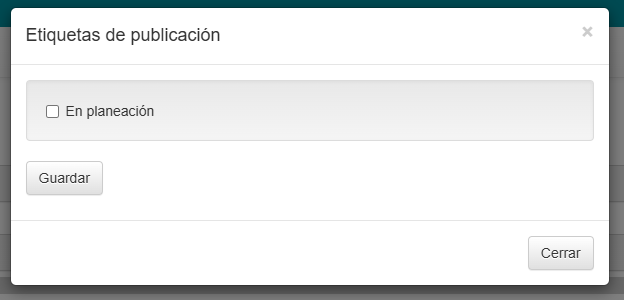 Etiquetas de publicación
×
En planeación
Guardar
Cerrar